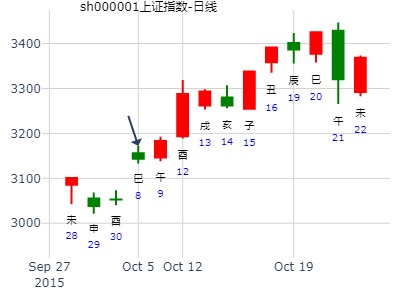 sh000001上证指数-日线
3400
3300
3200
3100
3000
未
28
申
29
酉
30
巳
8
午
9
酉
12
戌
13
亥
14
子
15
丑
16
辰
19
巳
20
午
21
未
22
Sep 27
2015
Oct 5
Oct 12
Oct 19